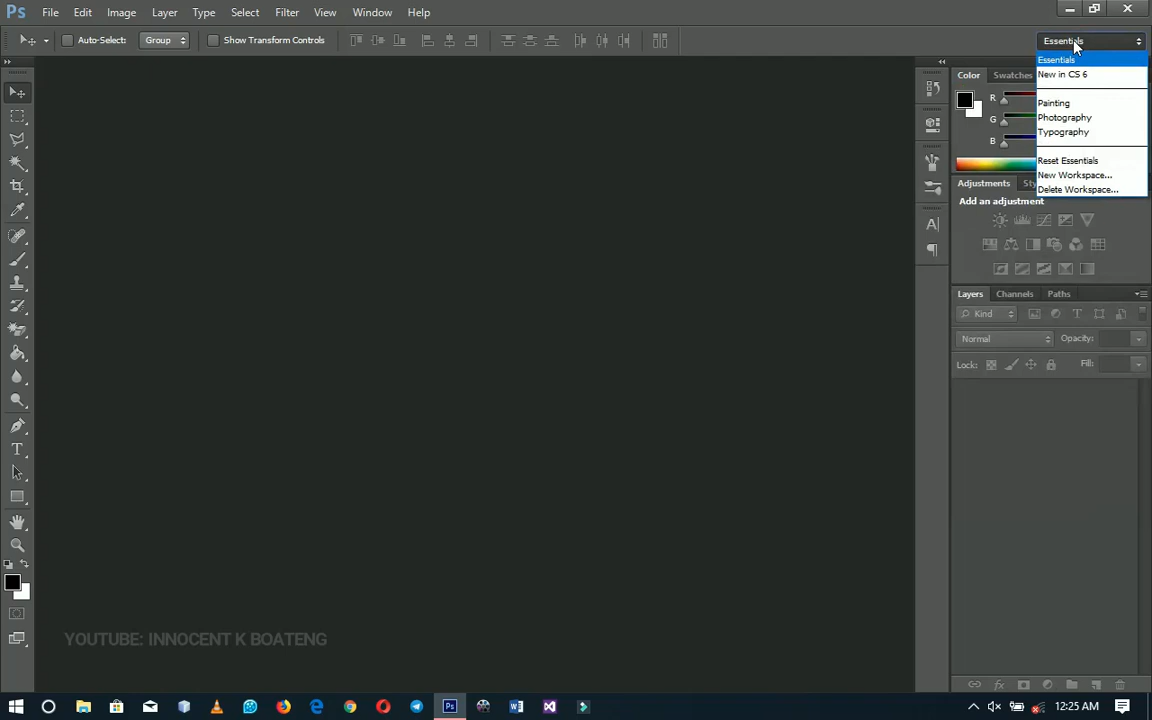 Ps File Edit Image Layer Type Select Filter View Window Help
Auto-Select: Group Show Transform Controls Essentials
Essentials
New in CS 6
Painting
Photography
Typography
Reset Essentials
New Workspace...
Delete Workspace...
Color Swatches
R
G
B
Adjustments
Add an adjustment
Layers Channels Paths
Kind
Normal Opacity:
Lock: Fill:
YOUTUBE: INNOCENT K BOATENG
12:25 AM